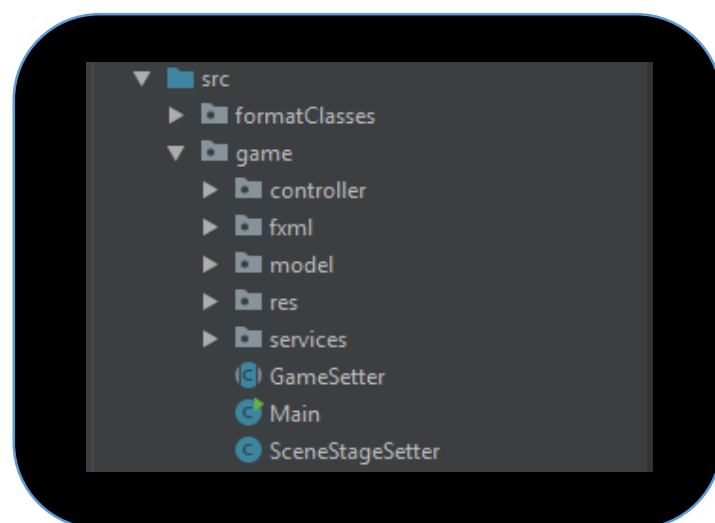 src
formatClasses
game
controller
fxml
model
res
services
GameSetter
Main
SceneStageSetter